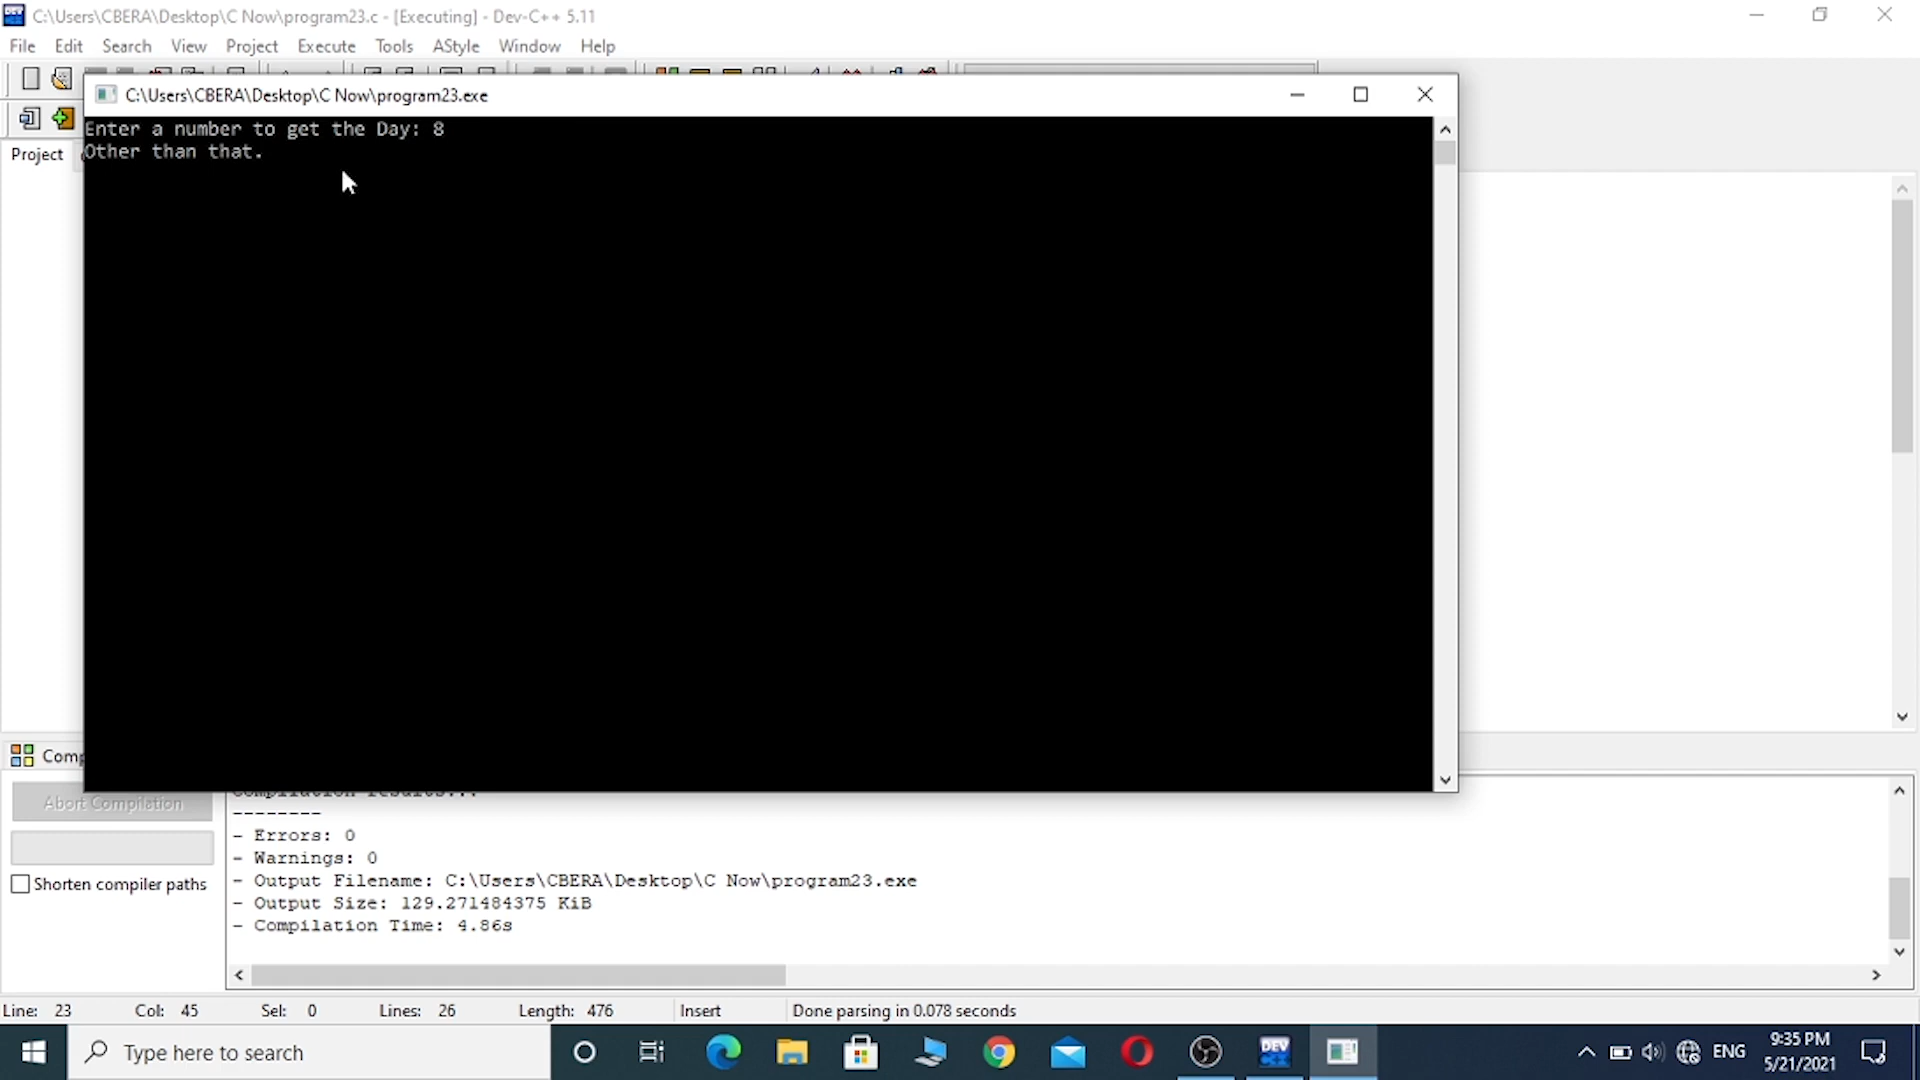 C:\Users\CBERA\Desktop\C Now\program23.c - [Executing] - Dev-C++ 5.11
File Edit Search View Project Execute Tools AStyle Window Help
C:\Users\CBERA\Desktop\C Now\program23.exe
Enter a number to get the Day: 8
Other than that.
Project
Compilation results...
Abort Compilation
--------
- Errors: 0
- Warnings: 0
- Output Filename: C:\Users\CBERA\Desktop\C Now\program23.exe
- Output Size: 129.271484375 KiB
- Compilation Time: 4.86s
Shorten compiler paths
Line: 23 Col: 45 Sel: 0 Lines: 26 Length: 476 Insert Done parsing in 0.078 seconds
Type here to search
DEV
ENG
9:35 PM
5/21/2021